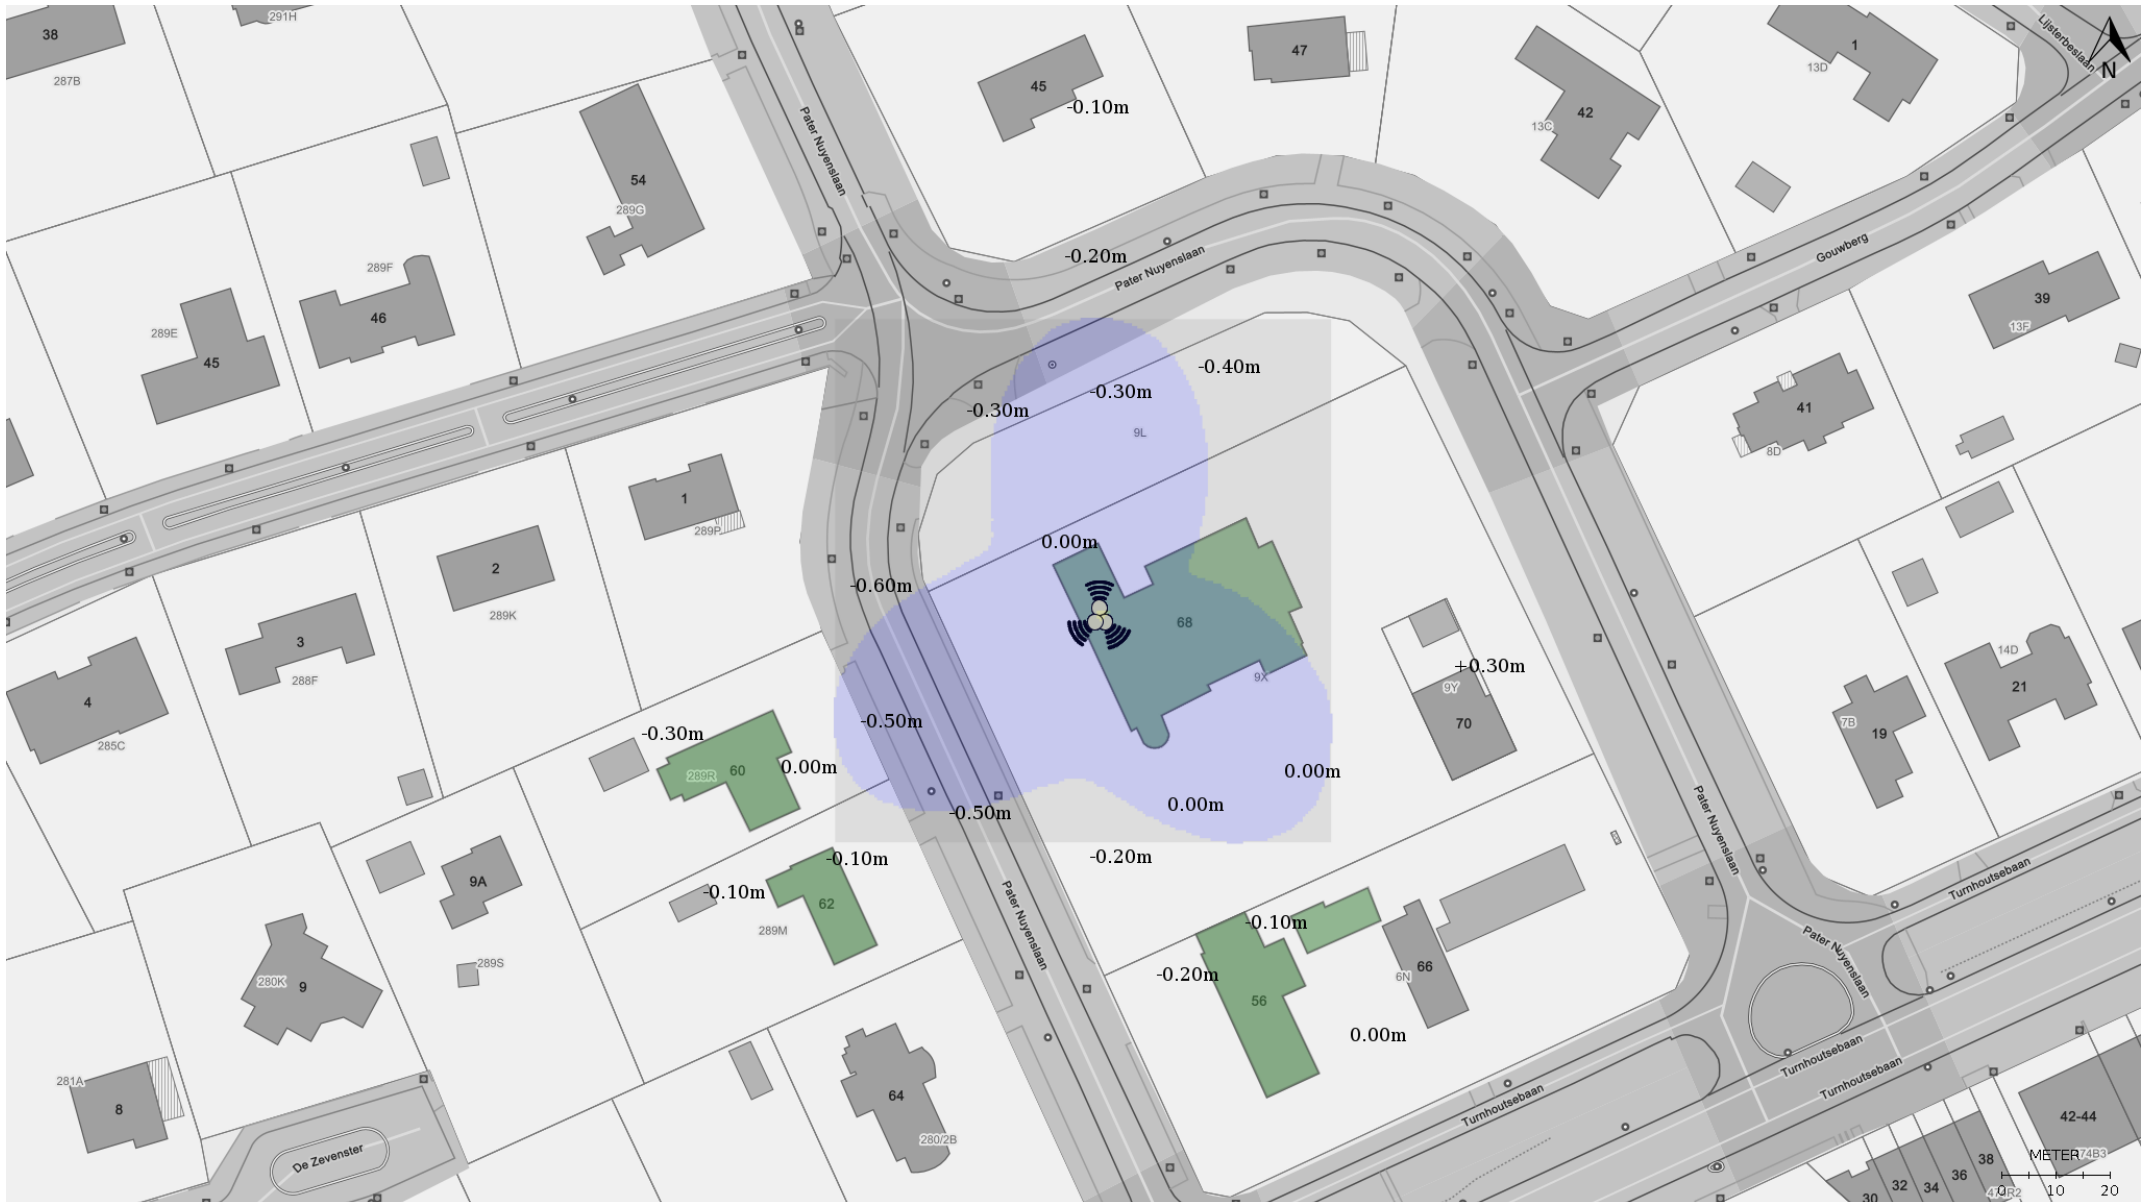 38
291H
287B
Pater Nuyenslaan
45
-0.10m
47
42
13C
1
13D
Lijsterbeslaan
N
54
289G
289F
46
289E
45
-0.20m
Pater Nuyenslaan
Gouwberg
39
13F
-0.40m
-0.30m
-0.30m
9L
41
8D
1
289P
2
289K
0.00m
-0.60m
68
9X
3
288F
4
285C
+0.30m
9Y
70
14D
21
7B
19
-0.50m
-0.30m
289R
60
0.00m
0.00m
0.00m
-0.50m
Pater Nuyenslaan
-0.20m
-0.10m
-0.10m
62
289M
9A
289S
280K
9
Turnhoutsebaan
Pater Nuyenslaan
Pater Nuyenslaan
-0.10m
-0.20m
56
66
6N
0.00m
64
280/2B
281A
8
De Zevenster
Turnhoutsebaan
Turnhoutsebaan
Turnhoutsebaan
42-44
74B3
METER
0 10 20
30
32
34
36
38